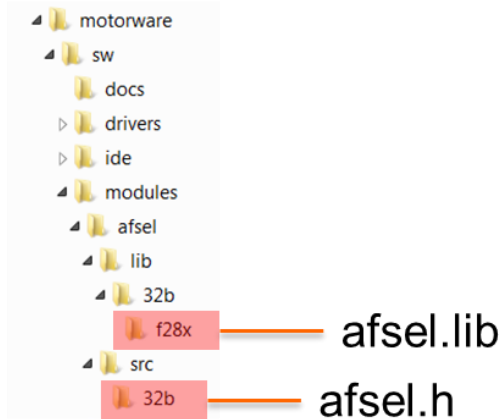 motorware
sw
docs
drivers
ide
modules
afsel
lib
32b
f28x
afsel.lib
src
32b
afsel.h